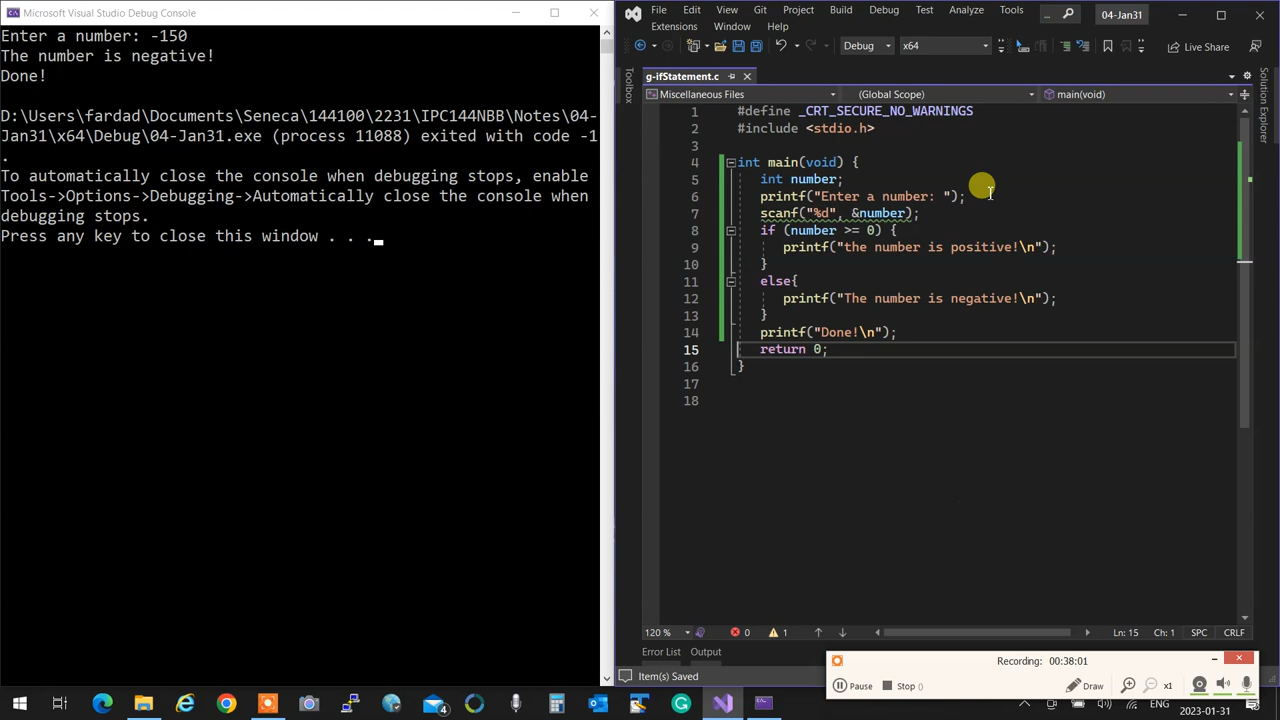 Microsoft Visual Studio Debug Console
Enter a number: -150
The number is negative!
Done!
D:\Users\fardad\Documents\Seneca\144100\2231\IPC144NBB\Notes\04-
Jan31\x64\Debug\04-Jan31.exe (process 11088) exited with code -1
.
To automatically close the console when debugging stops, enable
Tools->Options->Debugging->Automatically close the console when
debugging stops.
Press any key to close this window . . .
File Edit View Git Project Build Debug Test Analyze Tools
Extensions Window Help
... 04-Jan31
Debug x64 Live Share
g-ifStatement.c
Miscellaneous Files (Global Scope) main(void)
Toolbox
Solution Explorer
1 #define _CRT_SECURE_NO_WARNINGS
2 #include <stdio.h>
3
4 int main(void) {
5 int number;
6 printf("Enter a number: ");
7 scanf("%d", &number);
8 if (number >= 0) {
9 printf("the number is positive!\n");
10 }
11 else{
12 printf("The number is negative!\n");
13 }
14 printf("Done!\n");
15 return 0;
16 }
17
18
120 % 0 1 Ln: 15 Ch: 1 SPC CRLF
Error List Output
Item(s) Saved
Recording: 00:38:01
Pause Stop () Draw x1
4
ENG 7:13 PM
2023-01-31